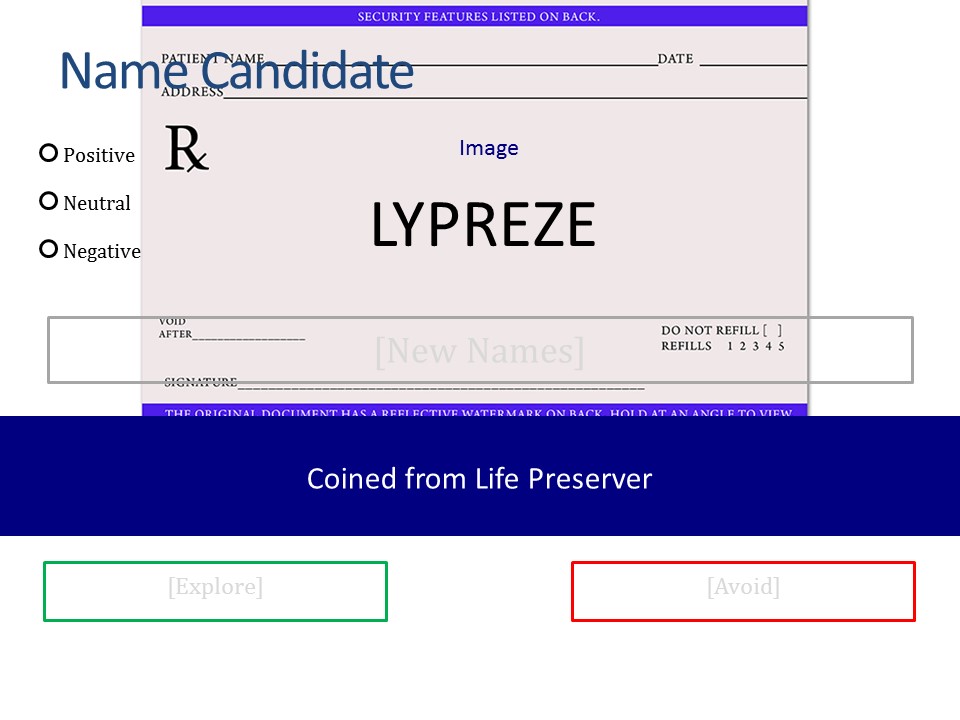 SECURITY FEATURES LISTED ON BACK.
Name Candidate
PATIENT NAME DATE
ADDRESS
Positive
Neutral
Negative
Rx
Image
LYPREZE
VOID
AFTER
DO NOT REFILL [ ]
REFILLS 1 2 3 4 5
[New Names]
SIGNATURE
THE ORIGINAL DOCUMENT HAS A REFLECTIVE WATERMARK ON BACK. HOLD AT AN ANGLE TO VIEW.
Coined from Life Preserver
[Explore]
[Avoid]